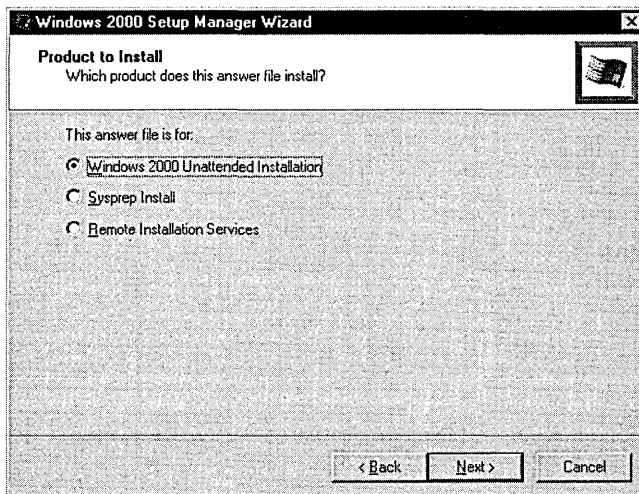 Windows 2000 Setup Manager Wizard
Product to Install
Which product does this answer file install?
This answer file is for:
Windows 2000 Unattended Installation
Sysprep Install
Remote Installation Services
< Back
Next >
Cancel